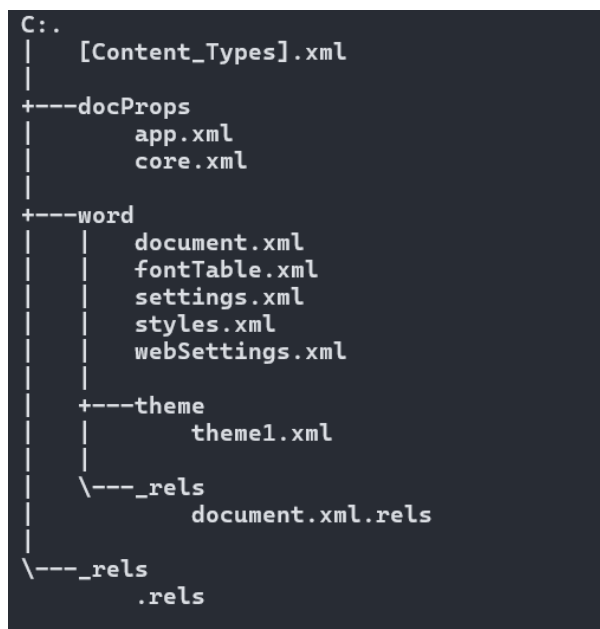 C:.
|   [Content_Types].xml
|
+---docProps
|       app.xml
|       core.xml
|
+---word
|   |   document.xml
|   |   fontTable.xml
|   |   settings.xml
|   |   styles.xml
|   |   webSettings.xml
|   |
|   +---theme
|   |       theme1.xml
|   |
|   \---_rels
|           document.xml.rels
|
\---_rels
        .rels